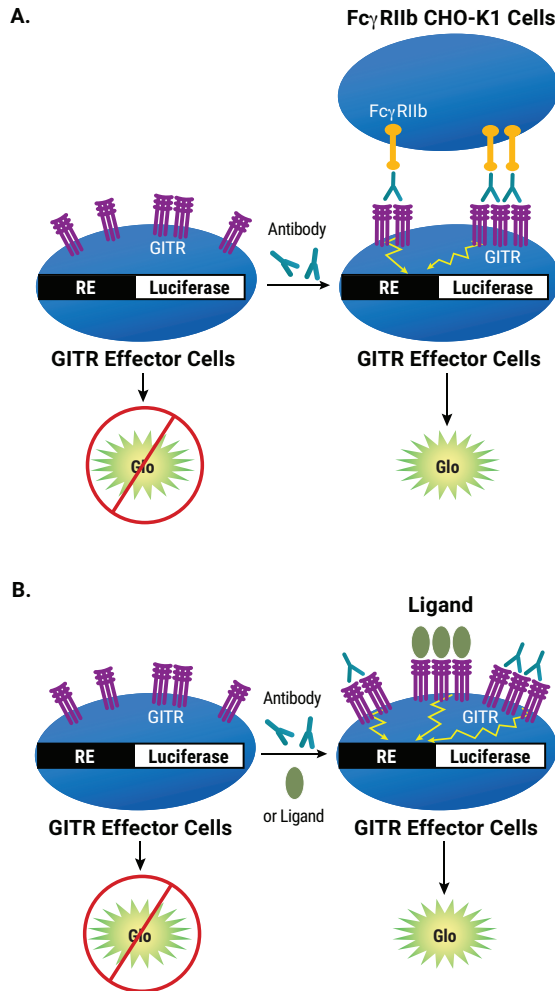 A.
FcγRIIb CHO-K1 Cells
FcγRIIb
GITR
Antibody
GITR
RE
Luciferase
RE
Luciferase
GITR Effector Cells
GITR Effector Cells
Glo
Glo
B.
Ligand
GITR
Antibody
GITR
RE
Luciferase
RE
Luciferase
or Ligand
GITR Effector Cells
GITR Effector Cells
Glo
Glo